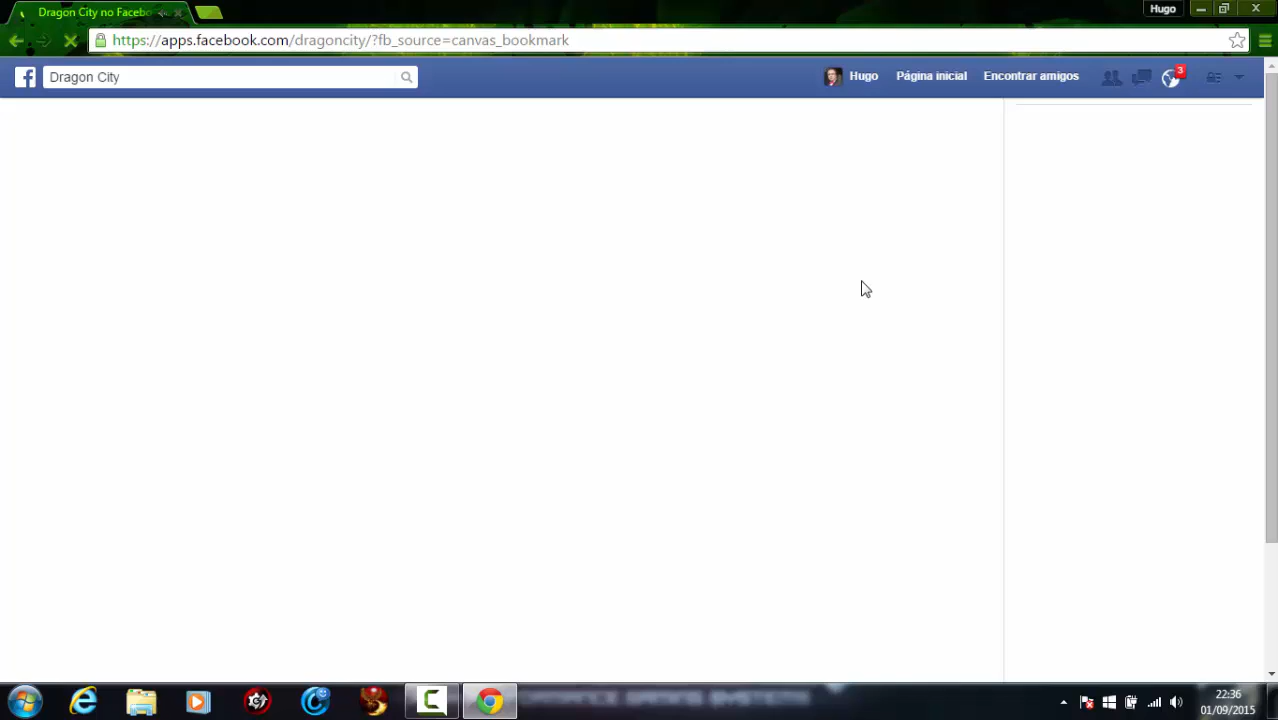 Dragon City no Facebo
Hugo
https://apps.facebook.com/dragoncity/?fb_source=canvas_bookmark
Dragon City
Hugo
Página inicial
Encontrar amigos
3
22:36
01/09/2015